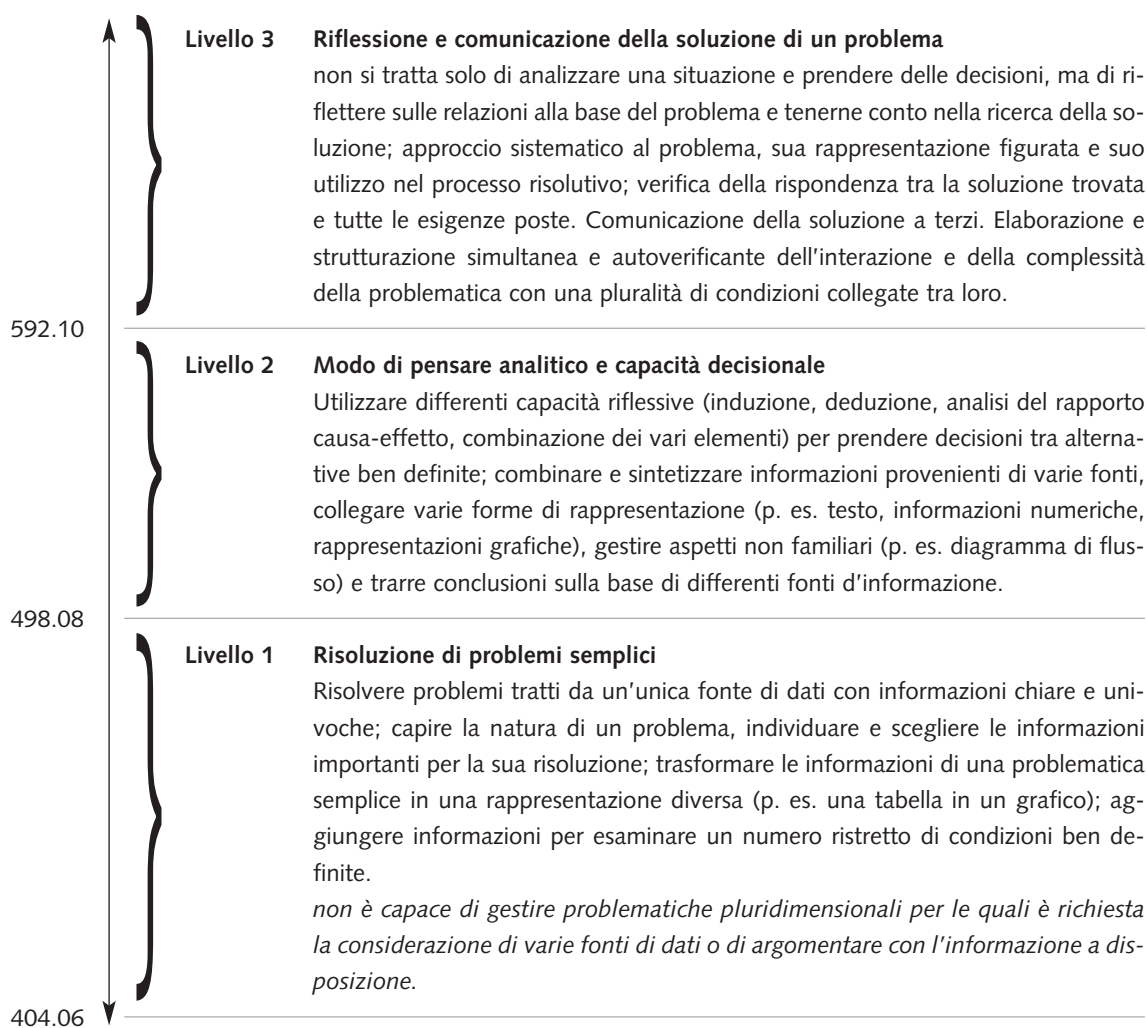 Livello 3 Riflessione e comunicazione della soluzione di un problema
non si tratta solo di analizzare una situazione e prendere delle decisioni, ma di ri-
flettere sulle relazioni alla base del problema e tenerne conto nella ricerca della so-
luzione; approccio sistematico al problema, sua rappresentazione figurata e suo
utilizzo nel processo risolutivo; verifica della rispondenza tra la soluzione trovata
e tutte le esigenze poste. Comunicazione della soluzione a terzi. Elaborazione e
strutturazione simultanea e autoverificante dell'interazione e della complessità
della problematica con una pluralità di condizioni collegate tra loro.
592.10
Livello 2 Modo di pensare analitico e capacità decisionale
Utilizzare differenti capacità riflessive (induzione, deduzione, analisi del rapporto
causa-effetto, combinazione dei vari elementi) per prendere decisioni tra alterna-
tive ben definite; combinare e sintetizzare informazioni provenienti di varie fonti,
collegare varie forme di rappresentazione (p. es. testo, informazioni numeriche,
rappresentazioni grafiche), gestire aspetti non familiari (p. es. diagramma di flus-
so) e trarre conclusioni sulla base di differenti fonti d'informazione.
498.08
Livello 1 Risoluzione di problemi semplici
Risolvere problemi tratti da un'unica fonte di dati con informazioni chiare e uni-
voche; capire la natura di un problema, individuare e scegliere le informazioni
importanti per la sua risoluzione; trasformare le informazioni di una problematica
semplice in una rappresentazione diversa (p. es. una tabella in un grafico); ag-
giungere informazioni per esaminare un numero ristretto di condizioni ben de-
finite.
non è capace di gestire problematiche pluridimensionali per le quali è richiesta
la considerazione di varie fonti di dati o di argomentare con l'informazione a dis-
posizione.
404.06